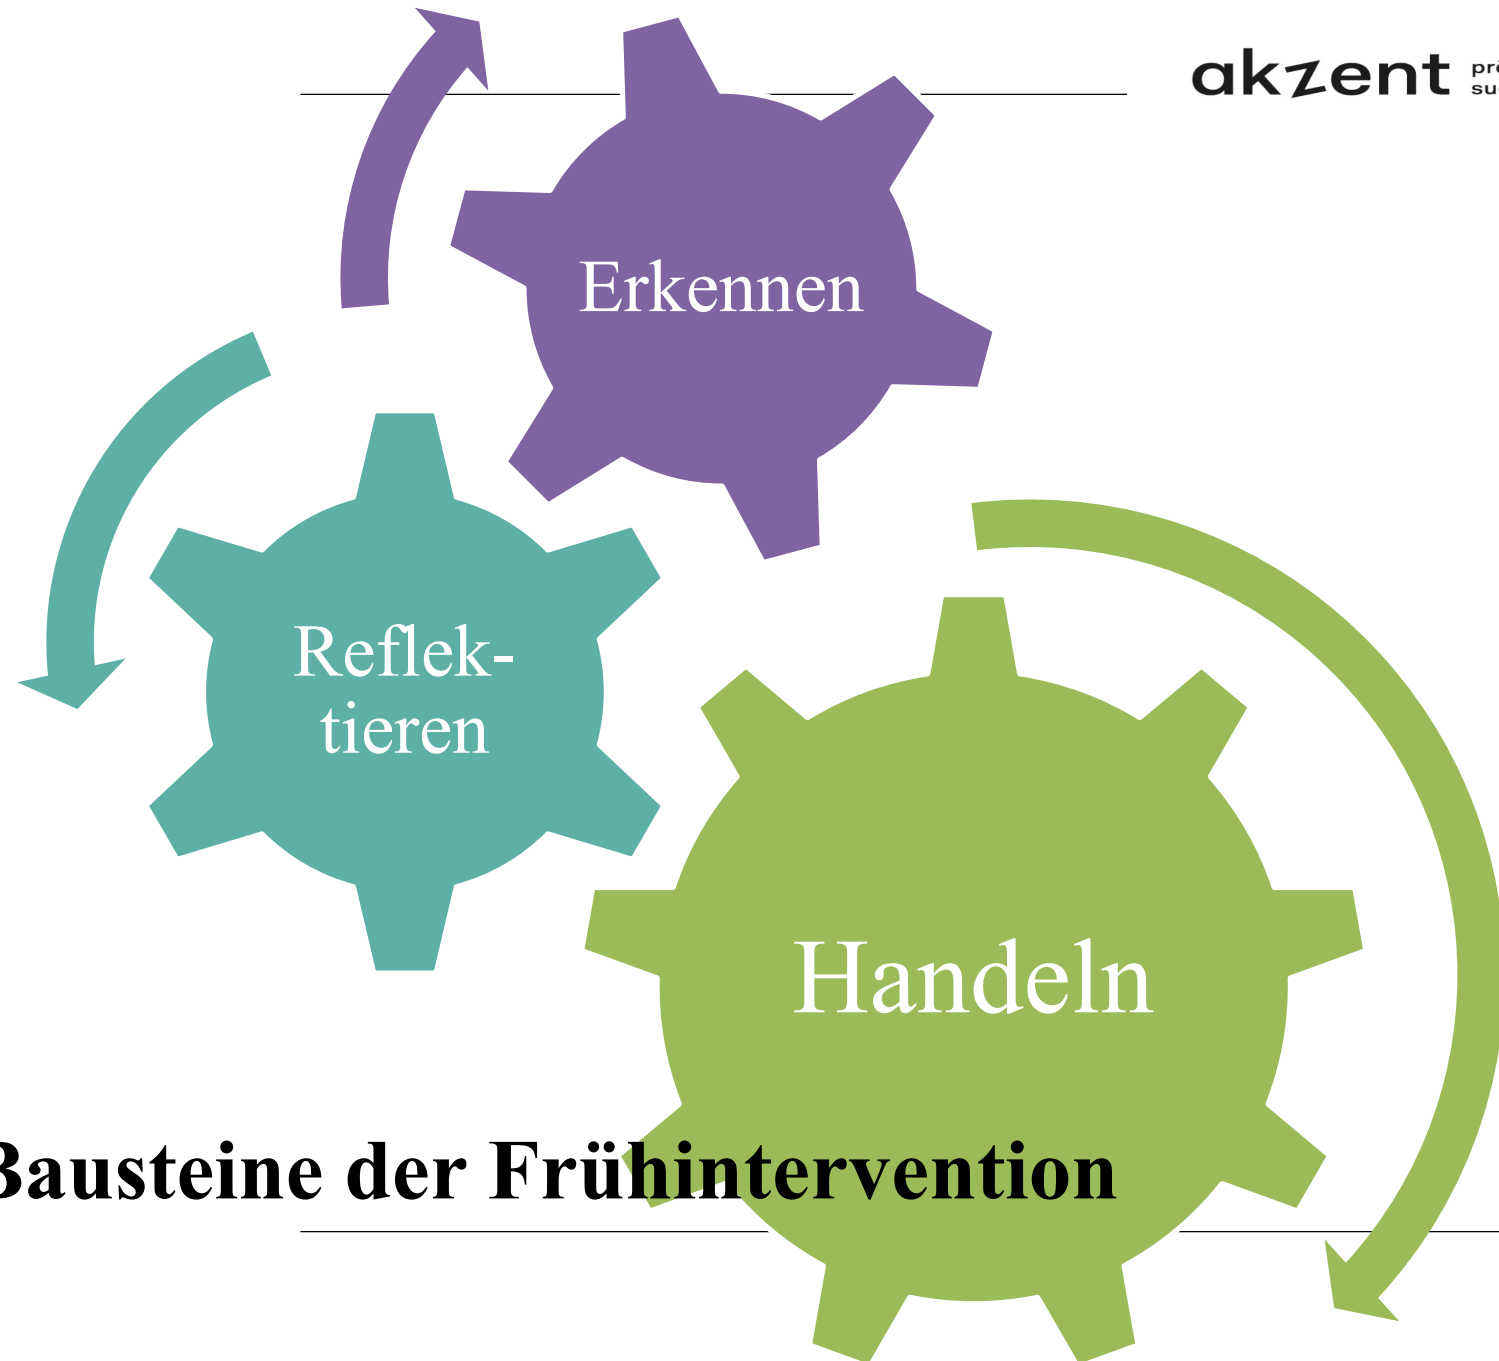 akzent
Erkennen
Reflek-
tieren
Handeln
Bausteine der Frühintervention